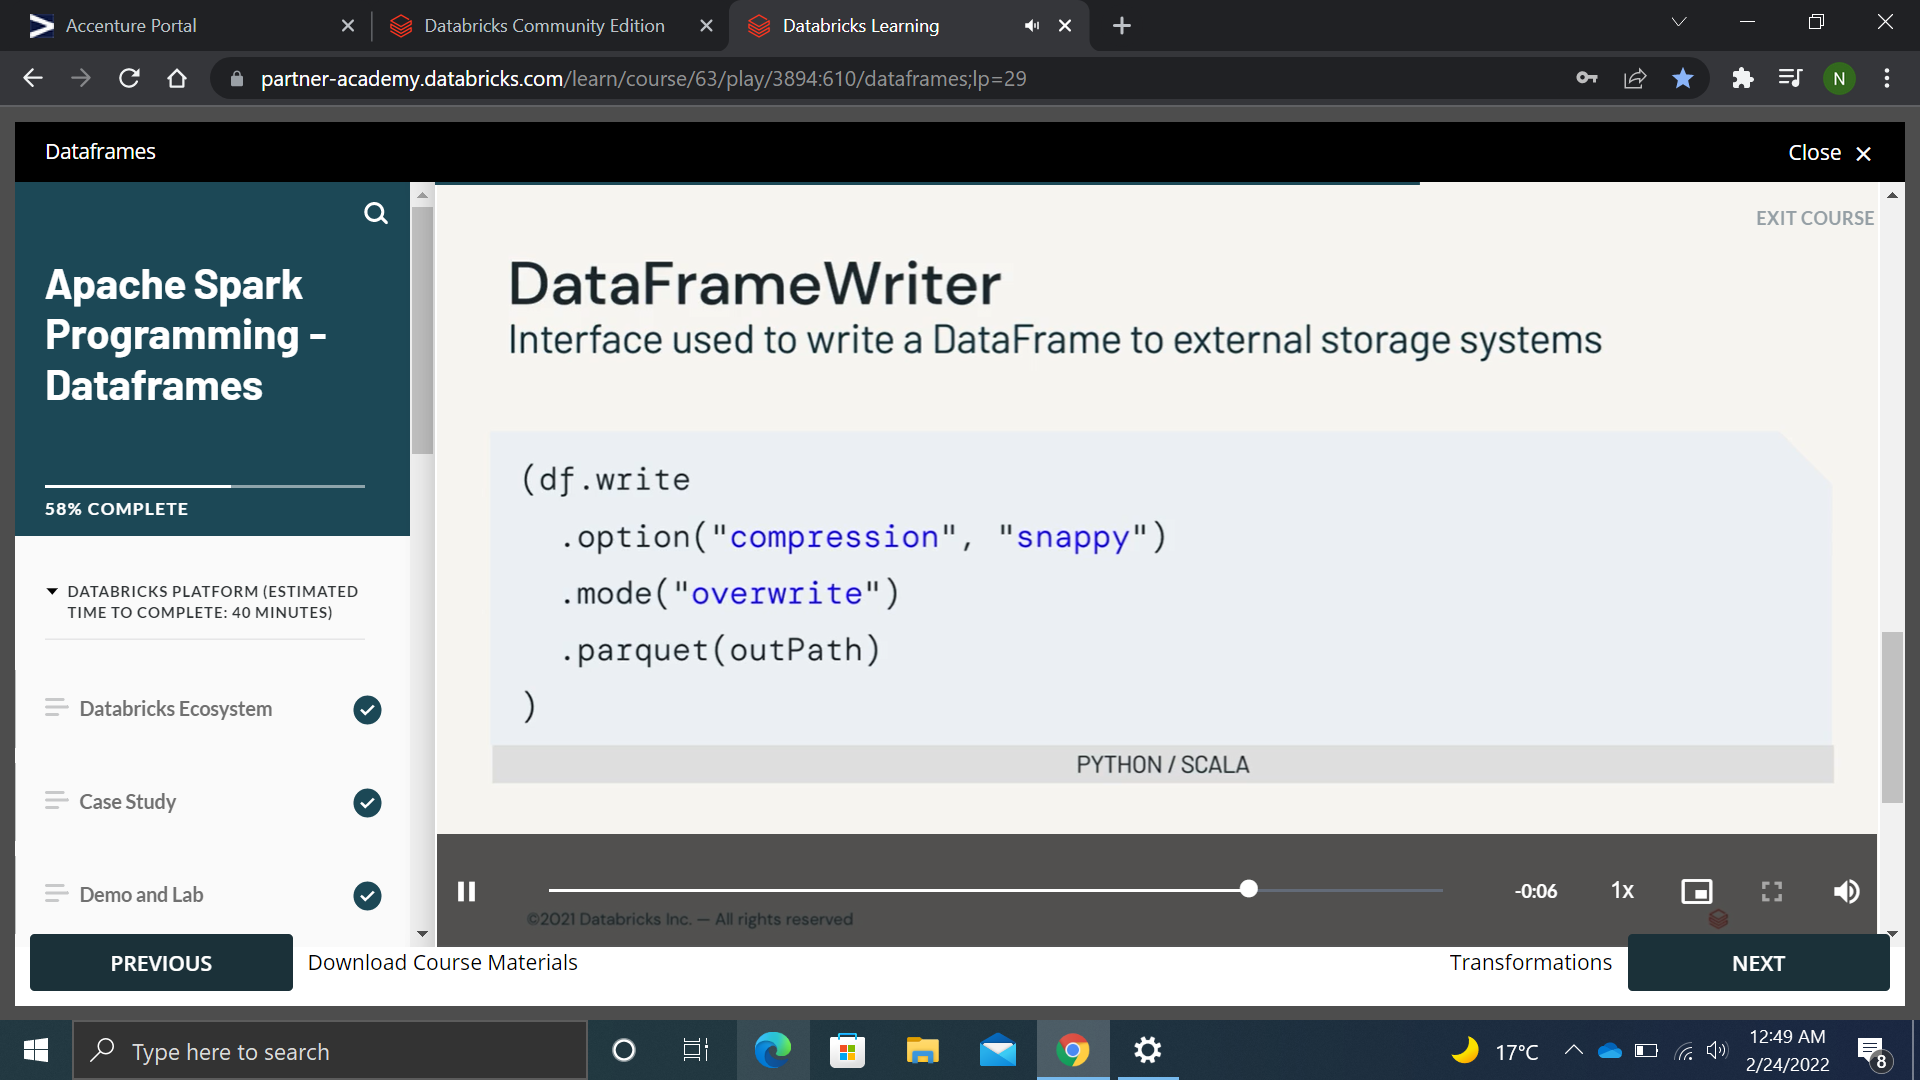 Accenture Portal
Databricks Community Edition
Databricks Learning
partner-academy.databricks.com/learn/course/63/play/3894:610/dataframes;lp=29
N
Dataframes
Close
EXIT COURSE
Apache Spark
Programming -
Dataframes
58% COMPLETE
DATABRICKS PLATFORM (ESTIMATED
TIME TO COMPLETE: 40 MINUTES)
Databricks Ecosystem
Case Study
Demo and Lab
DataFrameWriter
Interface used to write a DataFrame to external storage systems
(df.write
.option("compression", "snappy")
.mode("overwrite")
.parquet(outPath)
)
PYTHON / SCALA
-0:06
1x
©2021 Databricks Inc. — All rights reserved
PREVIOUS
Download Course Materials
Transformations
NEXT
Type here to search
17°C
12:49 AM
2/24/2022
8